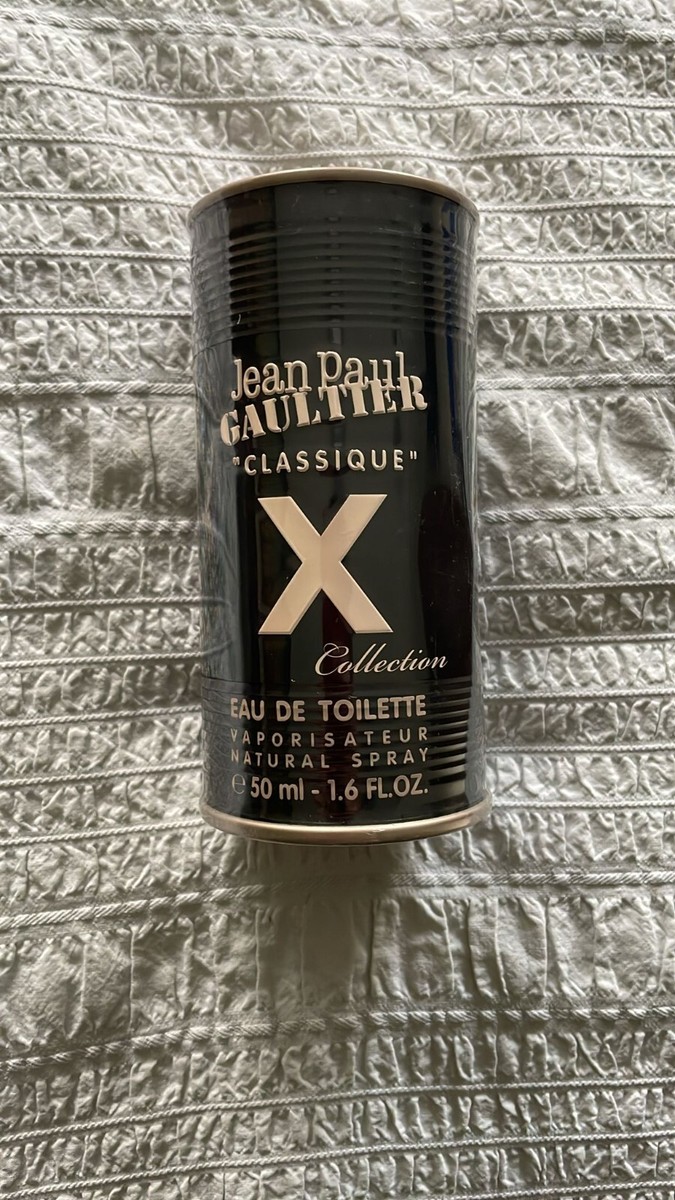 Jean Paul
GAULTIER
"CLASSIQUE"
X
Collection
EAU DE TOILETTE
VAPORISATEUR
NATURAL SPRAY
℮ 50 ml - 1.6 FL.OZ.